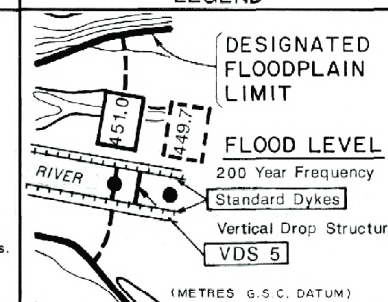 LEGEND
DESIGNATED
FLOODPLAIN
LIMIT
451.0
449.7
FLOOD LEVEL
200 Year Frequency
RIVER
Standard Dykes
Vertical Drop Structur
VDS 5
s.
(METRES G.S.C. DATUM)